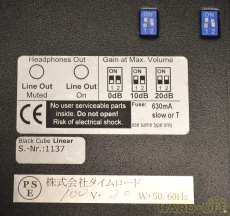 Headphones Out
Gain at Max. Volume
ON
1 2
ON
1 2
ON
1 2
Line Out
Line Out
0dB
10dB
20dB
Muted
On
No user serviceable parts
inside. Do not open!
Risk of electrical shock.
Fuse:
630mA
slow or T
Black Cube Linear
S.-Nr.:1137
PSE
株式会社タイムロード
100V・20W・50/60Hz